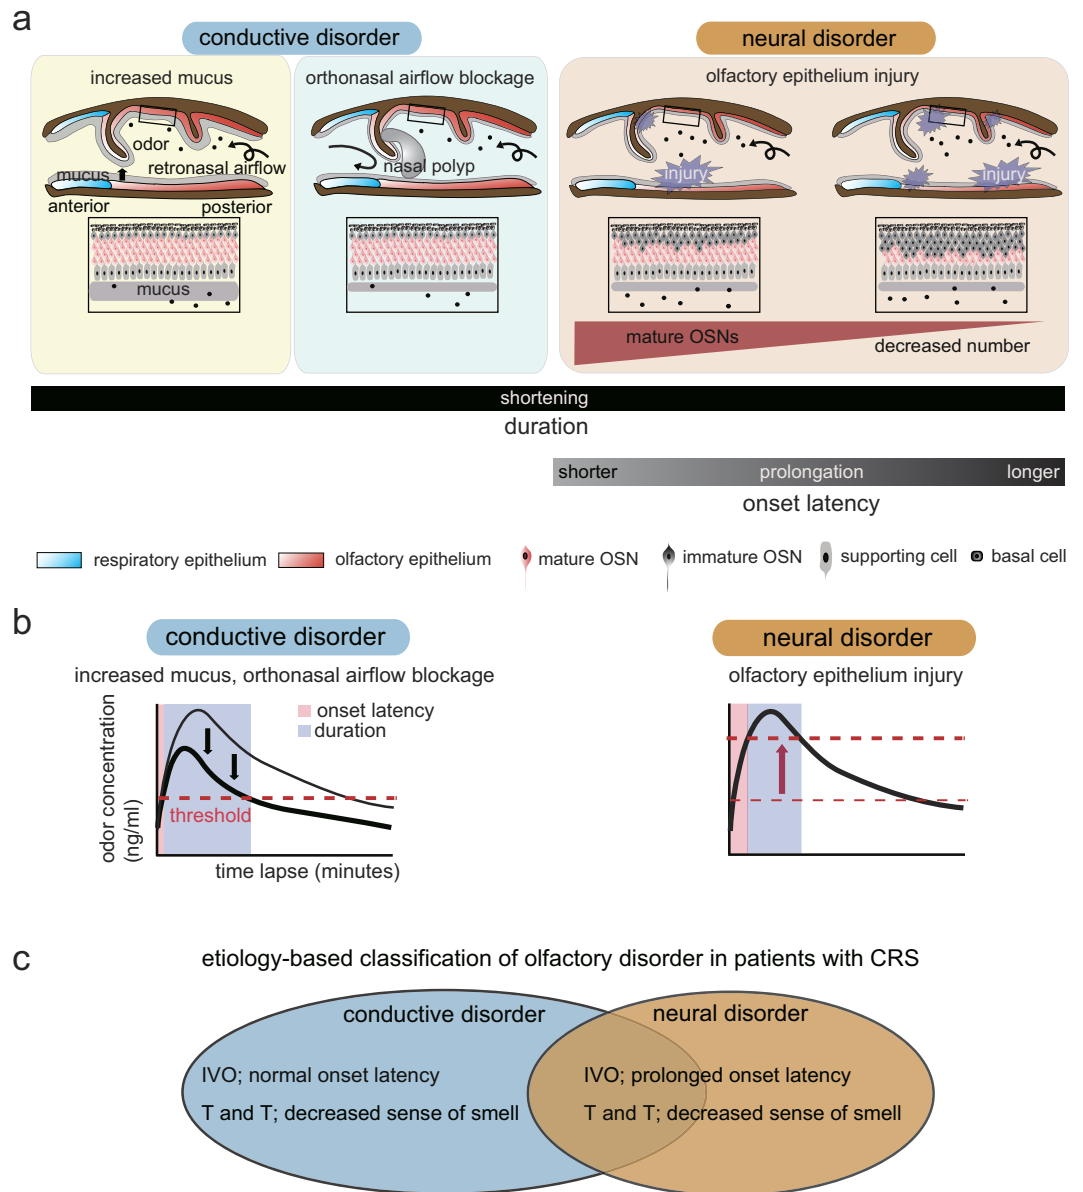 a
conductive disorder
neural disorder
increased mucus
orthonasal airflow blockage
olfactory epithelium injury
odor
retronasal airflow
mucus
anterior
posterior
nasal polyp
injury
injury
mucus
mature OSNs
decreased number
shortening
duration
shorter prolongation longer
onset latency
respiratory epithelium
olfactory epithelium
mature OSN
immature OSN
supporting cell
basal cell
b
conductive disorder
neural disorder
increased mucus, orthonasal airflow blockage
olfactory epithelium injury
onset latency
duration
odor concentration
(ng/ml)
threshold
time lapse (minutes)
c
etiology-based classification of olfactory disorder in patients with CRS
conductive disorder
neural disorder
IVO; normal onset latency
IVO; prolonged onset latency
T and T; decreased sense of smell
T and T; decreased sense of smell